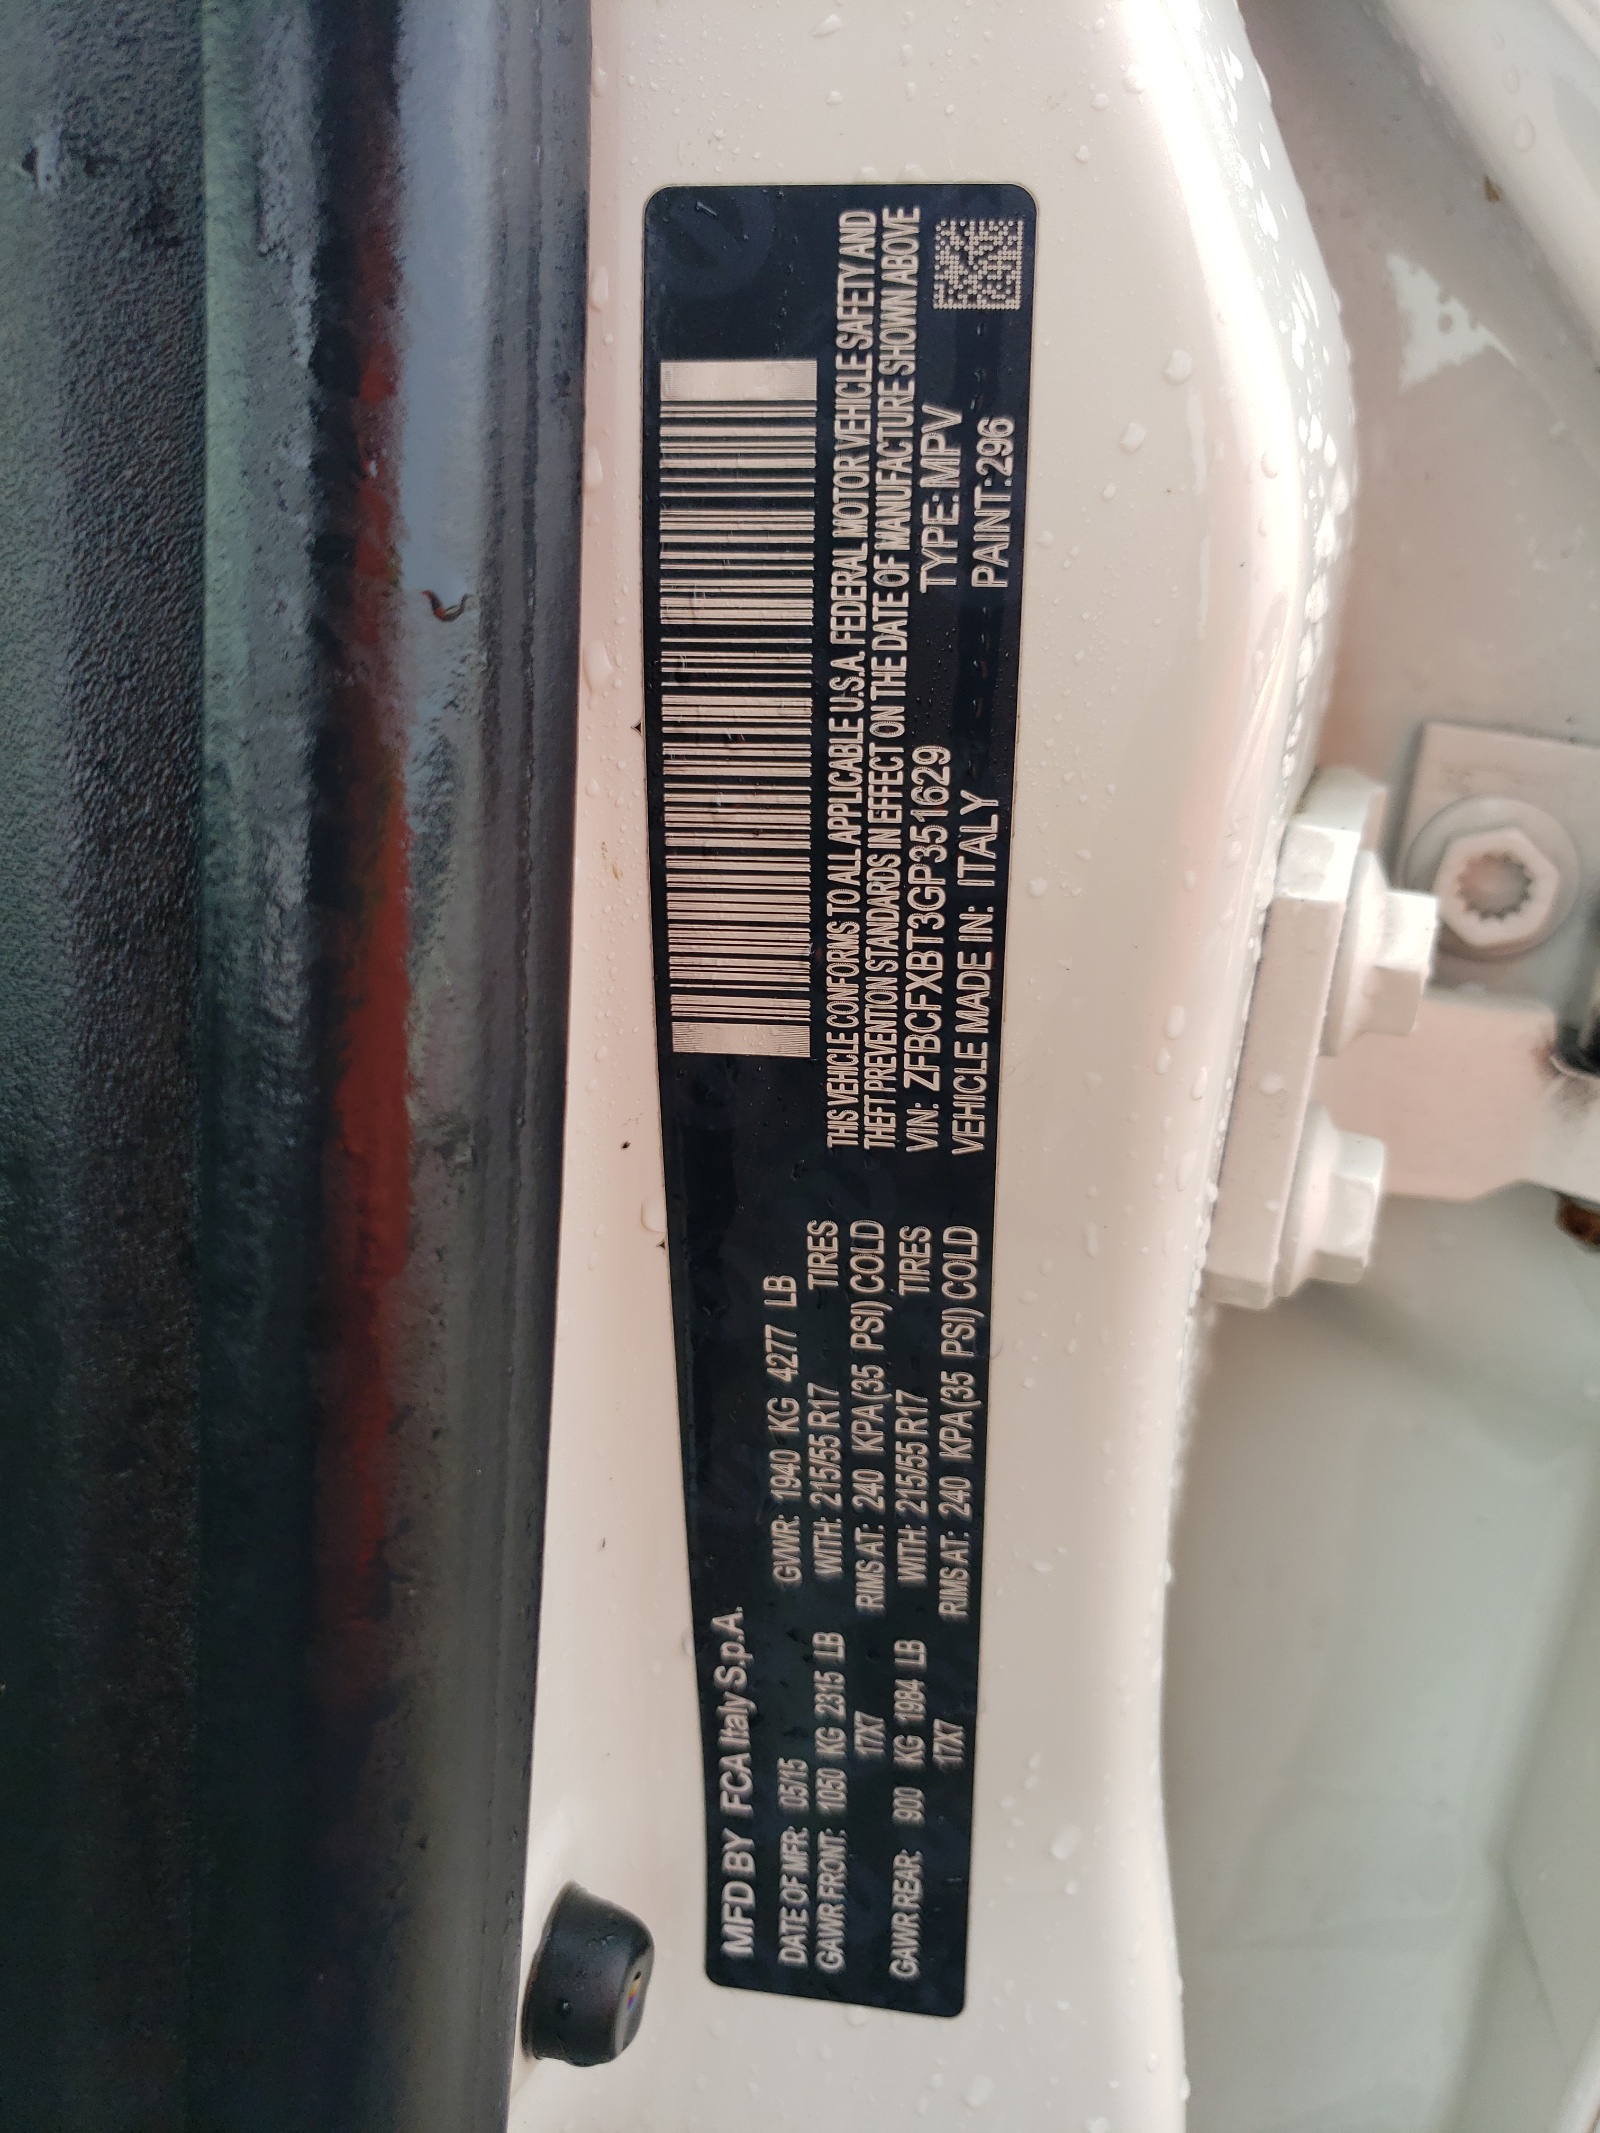 MFD BY FCA Italy S.p.A.
DATE OF MFR: 05/15 GVWR: 1940 KG 4277 LB
GAWR FRONT: 1050 KG 2315 LB WITH: 215/55 R17 TIRES
17X7 RIMS AT: 240 KPA(35 PSI) COLD
GAWR REAR: 900 KG 1984 LB WITH: 215/55 R17 TIRES
17X7 RIMS AT: 240 KPA(35 PSI) COLD
THIS VEHICLE CONFORMS TO ALL APPLICABLE U.S.A. FEDERAL MOTOR VEHICLE SAFETY AND
THEFT PREVENTION STANDARDS IN EFFECT ON THE DATE OF MANUFACTURE SHOWN ABOVE
VIN: ZFBCFXBT3GP351629 TYPE: MPV
VEHICLE MADE IN: ITALY PAINT:296